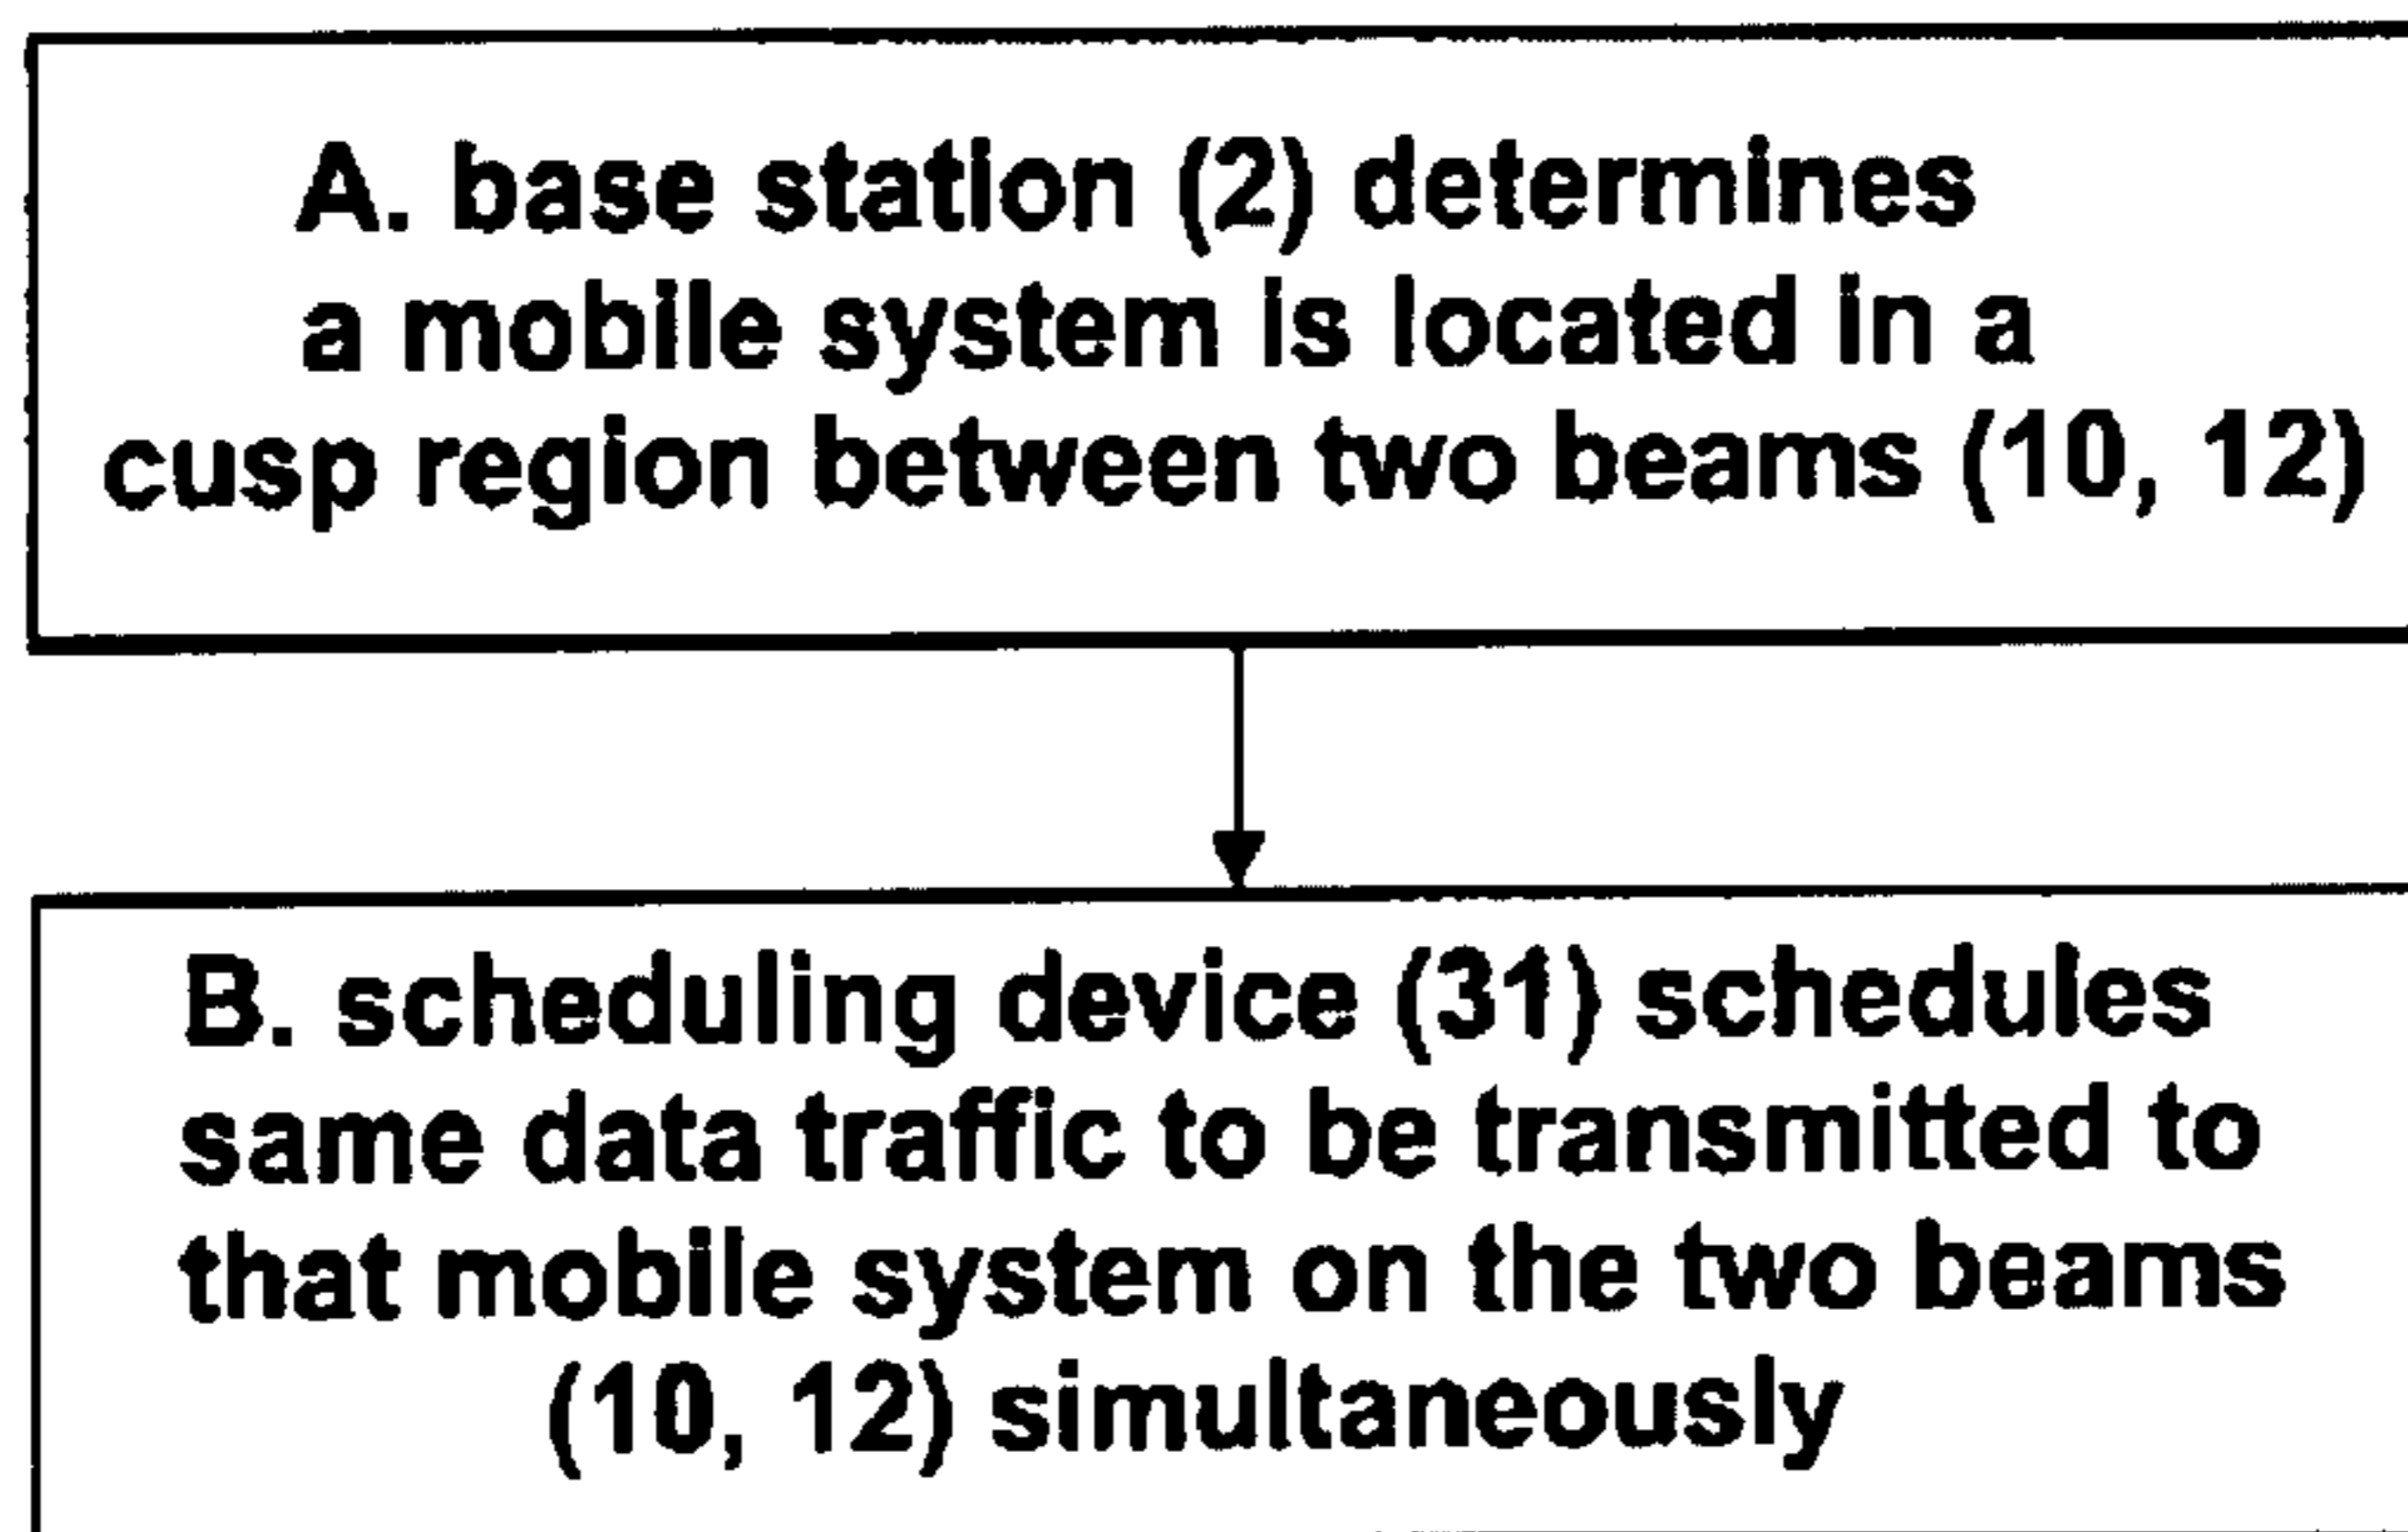 A. base station (2) determines
a mobile system is located in a
cusp region between two beams (10, 12)
B. scheduling device (31) schedules
same data traffic to be transmitted to
that mobile system on the two beams
(10, 12) simultaneously